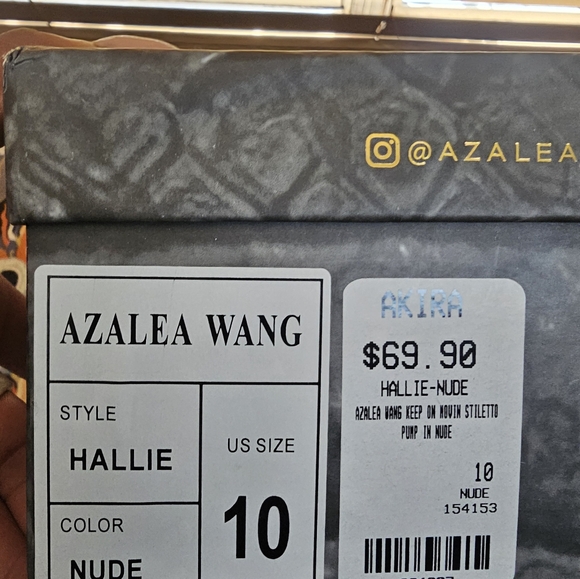 @AZALEA
AZALEA WANG
STYLE
HALLIE
US SIZE
10
COLOR
NUDE
AKIRA
$69.90
HALLIE-NUDE
AZALEA WANG KEEP ON MOVIN STILETTO
PUMP IN NUDE
10
NUDE
154153